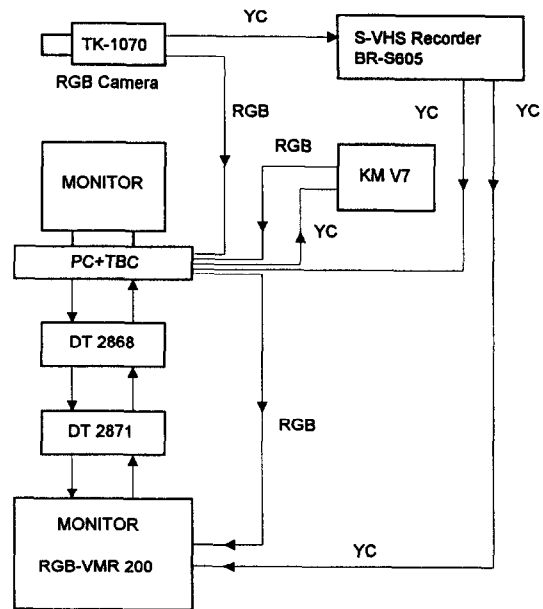 YC
TK-1070
S-VHS Recorder
BR-S605
RGB Camera
RGB
YC
YC
RGB
MONITOR
KM V7
YC
PC+TBC
DT 2868
DT 2871
RGB
MONITOR
RGB-VMR 200
YC